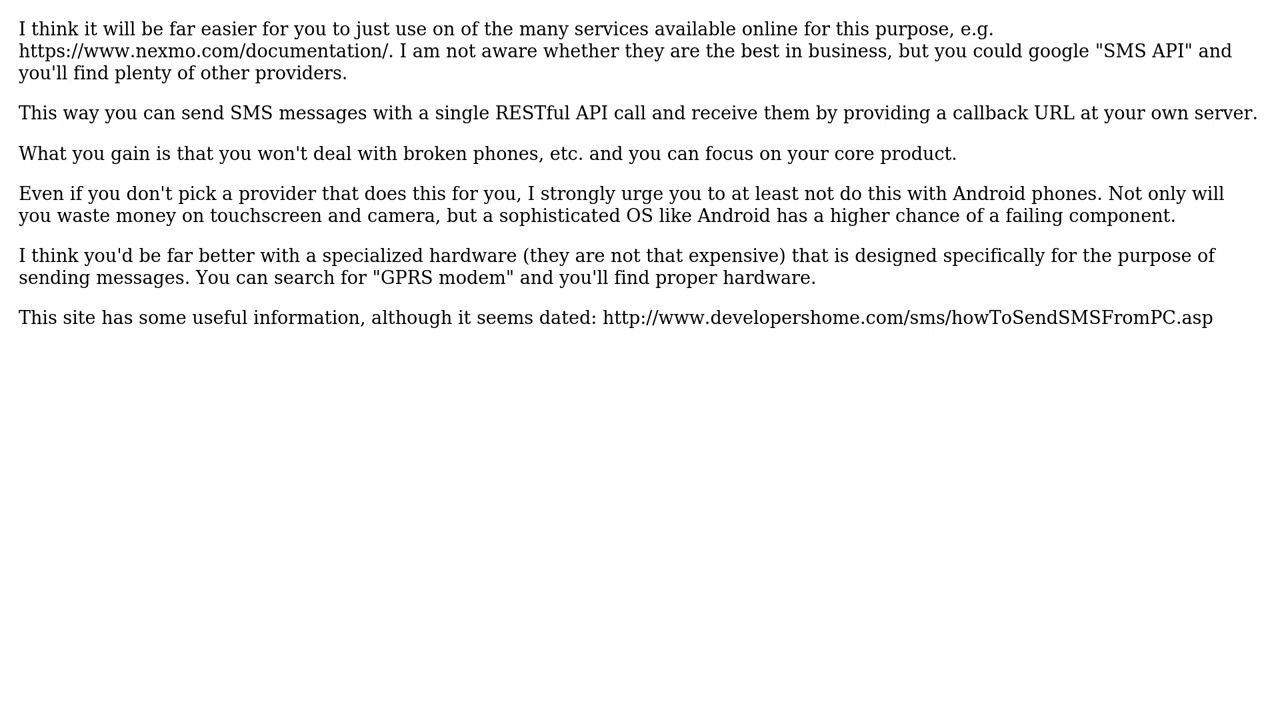 I think it will be far easier for you to just use on of the many services available online for this purpose, e.g.
https://www.nexmo.com/documentation/. I am not aware whether they are the best in business, but you could google "SMS API" and
you'll find plenty of other providers.
This way you can send SMS messages with a single RESTful API call and receive them by providing a callback URL at your own server.
What you gain is that you won't deal with broken phones, etc. and you can focus on your core product.
Even if you don't pick a provider that does this for you, I strongly urge you to at least not do this with Android phones. Not only will
you waste money on touchscreen and camera, but a sophisticated OS like Android has a higher chance of a failing component.
I think you'd be far better with a specialized hardware (they are not that expensive) that is designed specifically for the purpose of
sending messages. You can search for "GPRS modem" and you'll find proper hardware.
This site has some useful information, although it seems dated: http://www.developershome.com/sms/howToSendSMSFromPC.asp